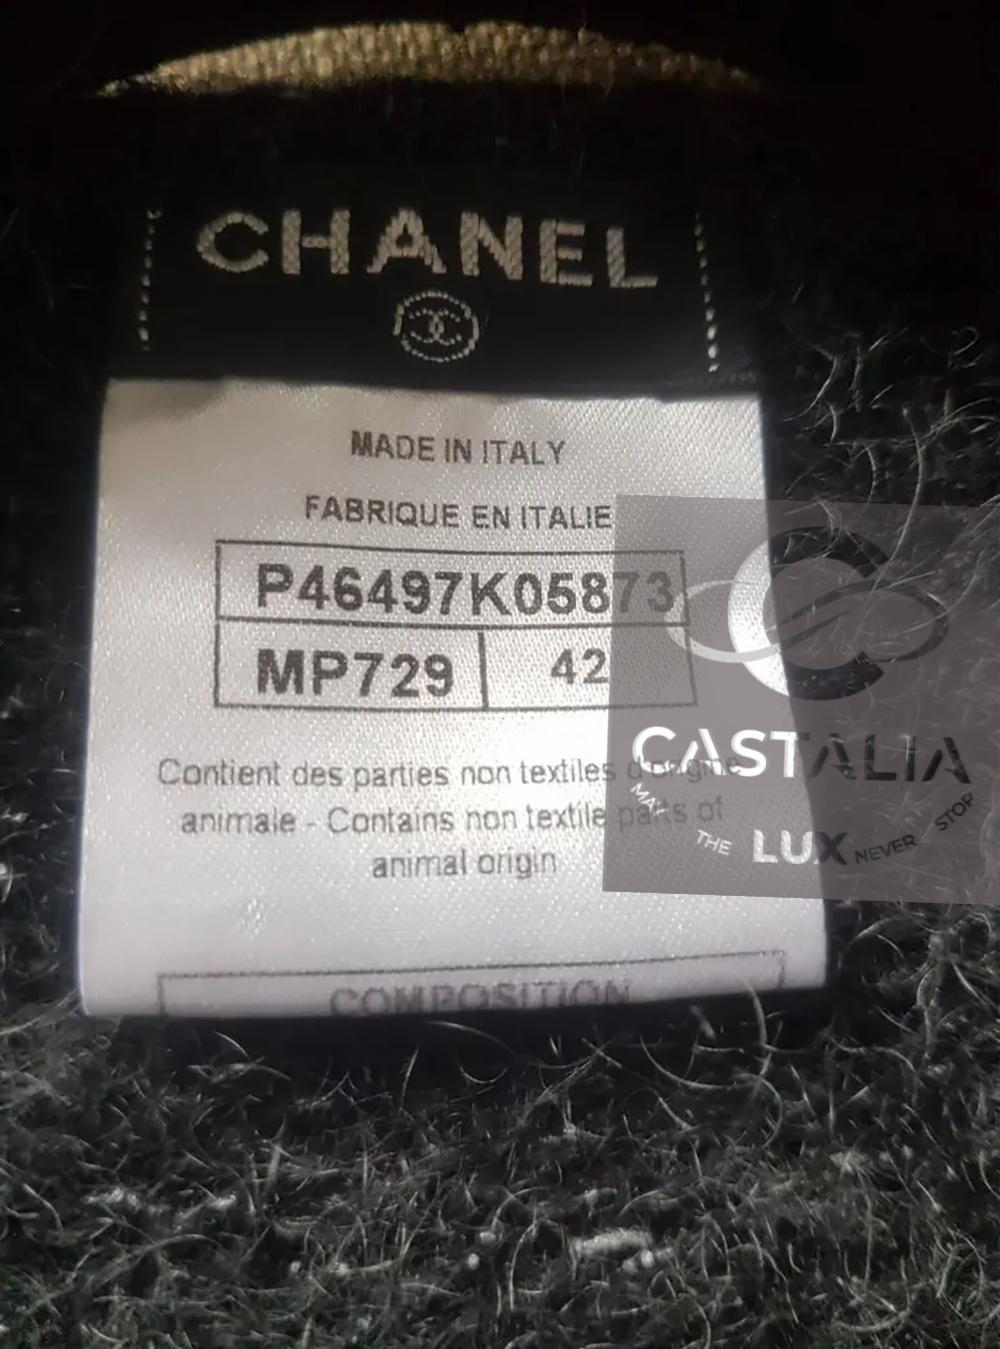 CHANEL
MADE IN ITALY
FABRIQUE EN ITALIE
P46497K05873
MP729 42
Contient des parties non textiles d'origine
animale - Contains non textile parts of
animal origin
COMPOSITION
CASTALIA
MAY THE LUX NEVER STOP